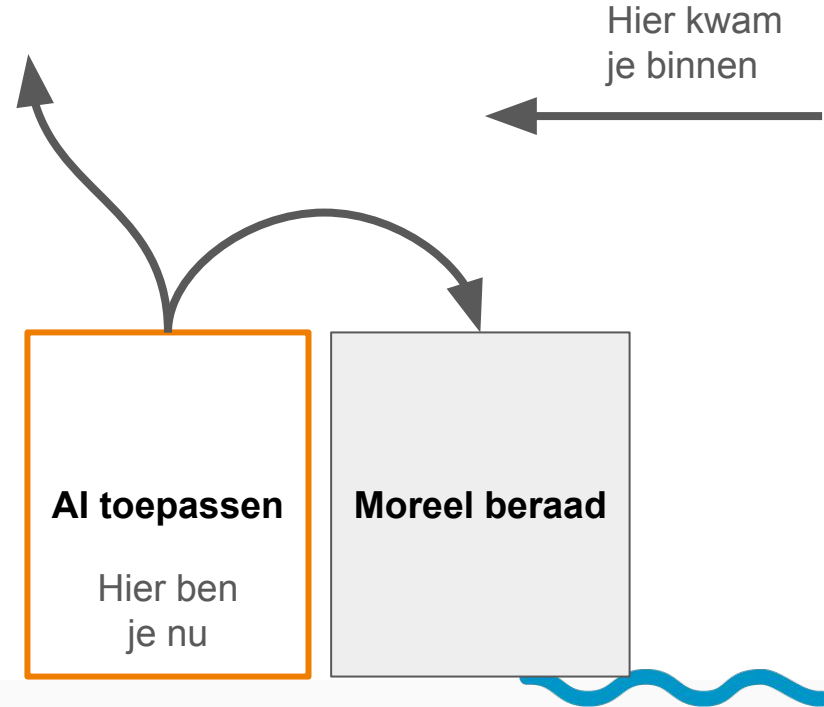 Hier kwam
je binnen
AI toepassen
Moreel beraad
Hier ben
je nu